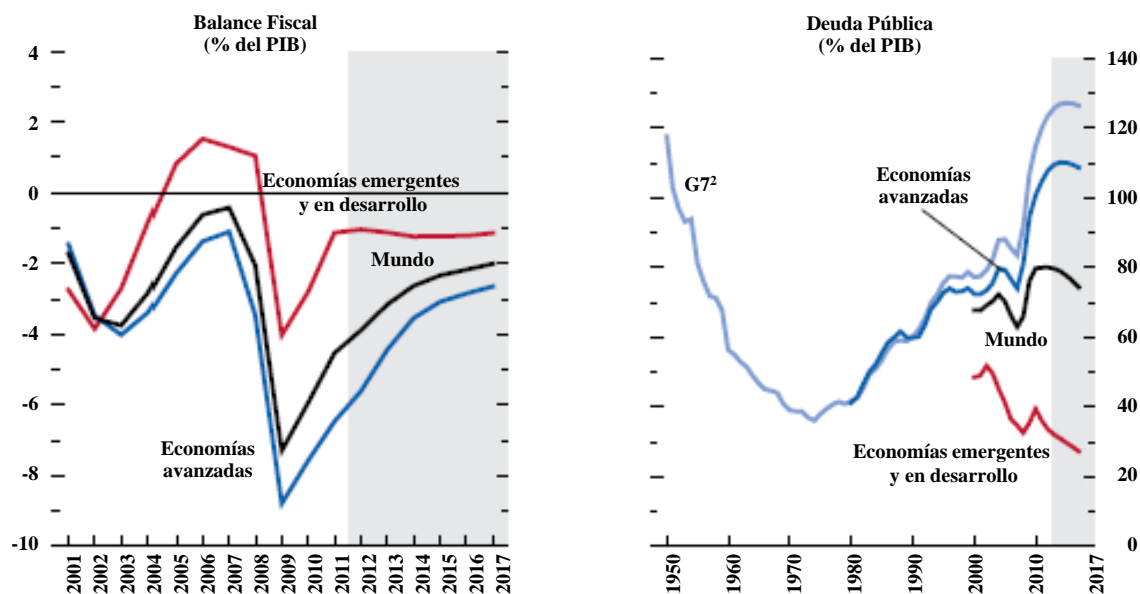 Balance Fiscal
(% del PIB)
4
2
0
-2
-4
-6
-8
-10
Economías emergentes
y en desarrollo
Mundo
Economías
avanzadas
2001
2002
2003
2004
2005
2006
2007
2008
2009
2010
2011
2012
2013
2014
2015
2016
2017
Deuda Pública
(% del PIB)
140
120
100
80
60
40
20
0
G7²
Economías
avanzadas
Mundo
Economías emergentes
y en desarrollo
1950
1960
1970
1980
1990
2000
2010
2017